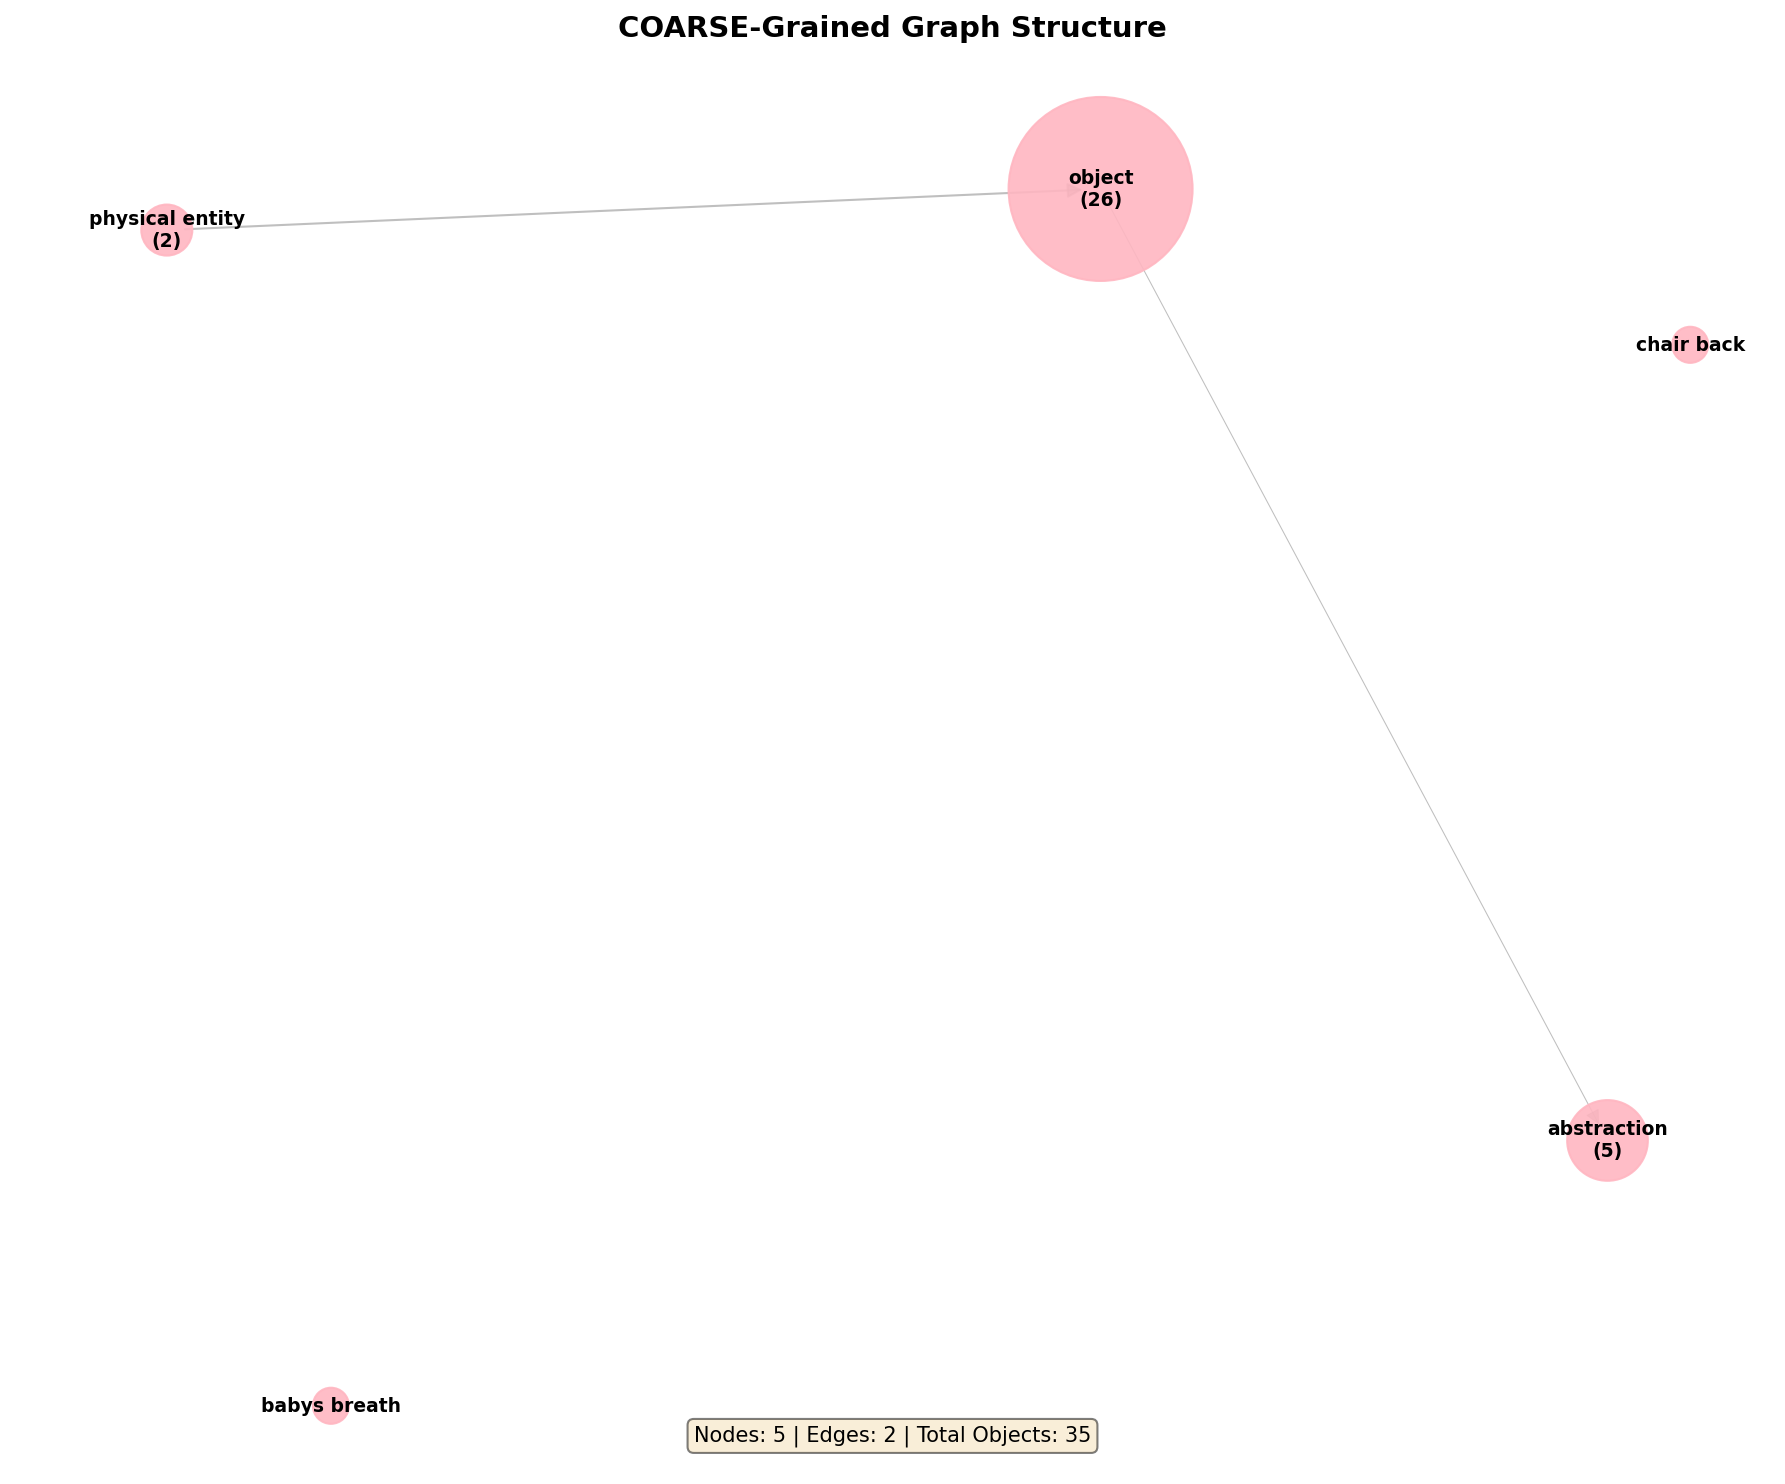 COARSE-Grained Graph Structure
object
(26)
physical entity
(2)
chair back
abstraction
(5)
babys breath
Nodes: 5 | Edges: 2 | Total Objects: 35